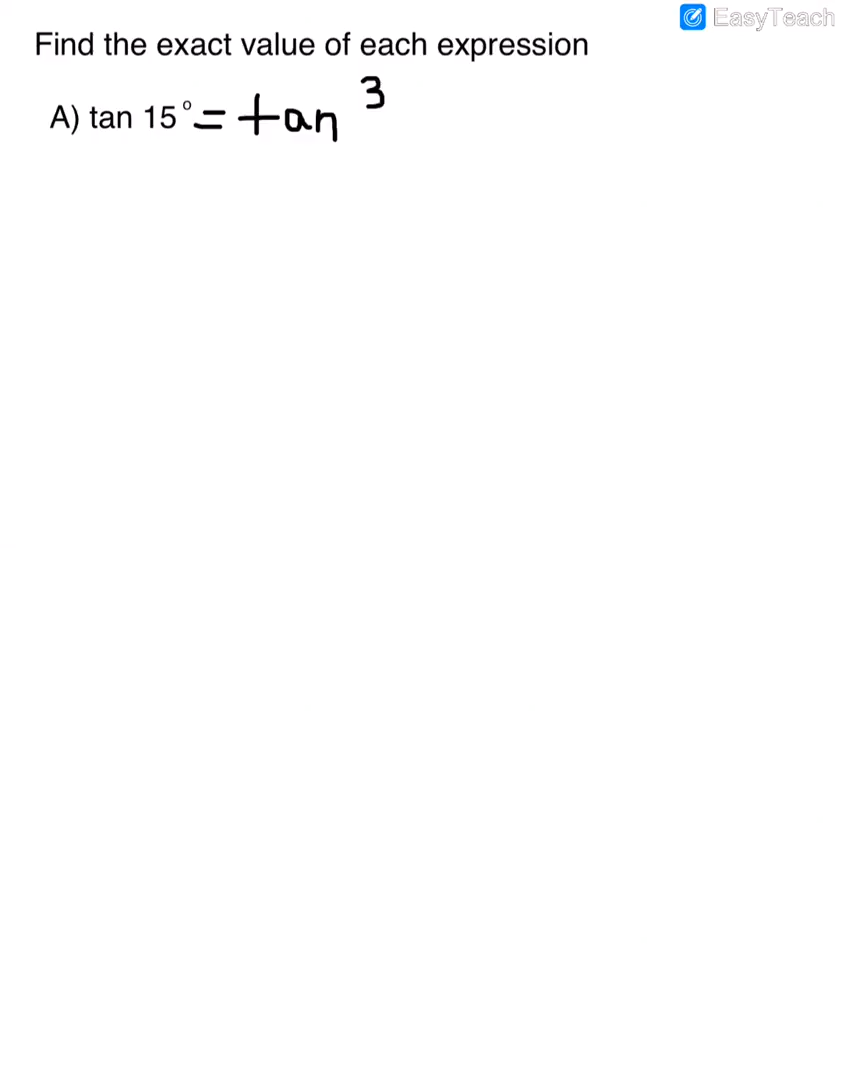 EasyTeach
Find the exact value of each expression
A) tan 15° = tan 3